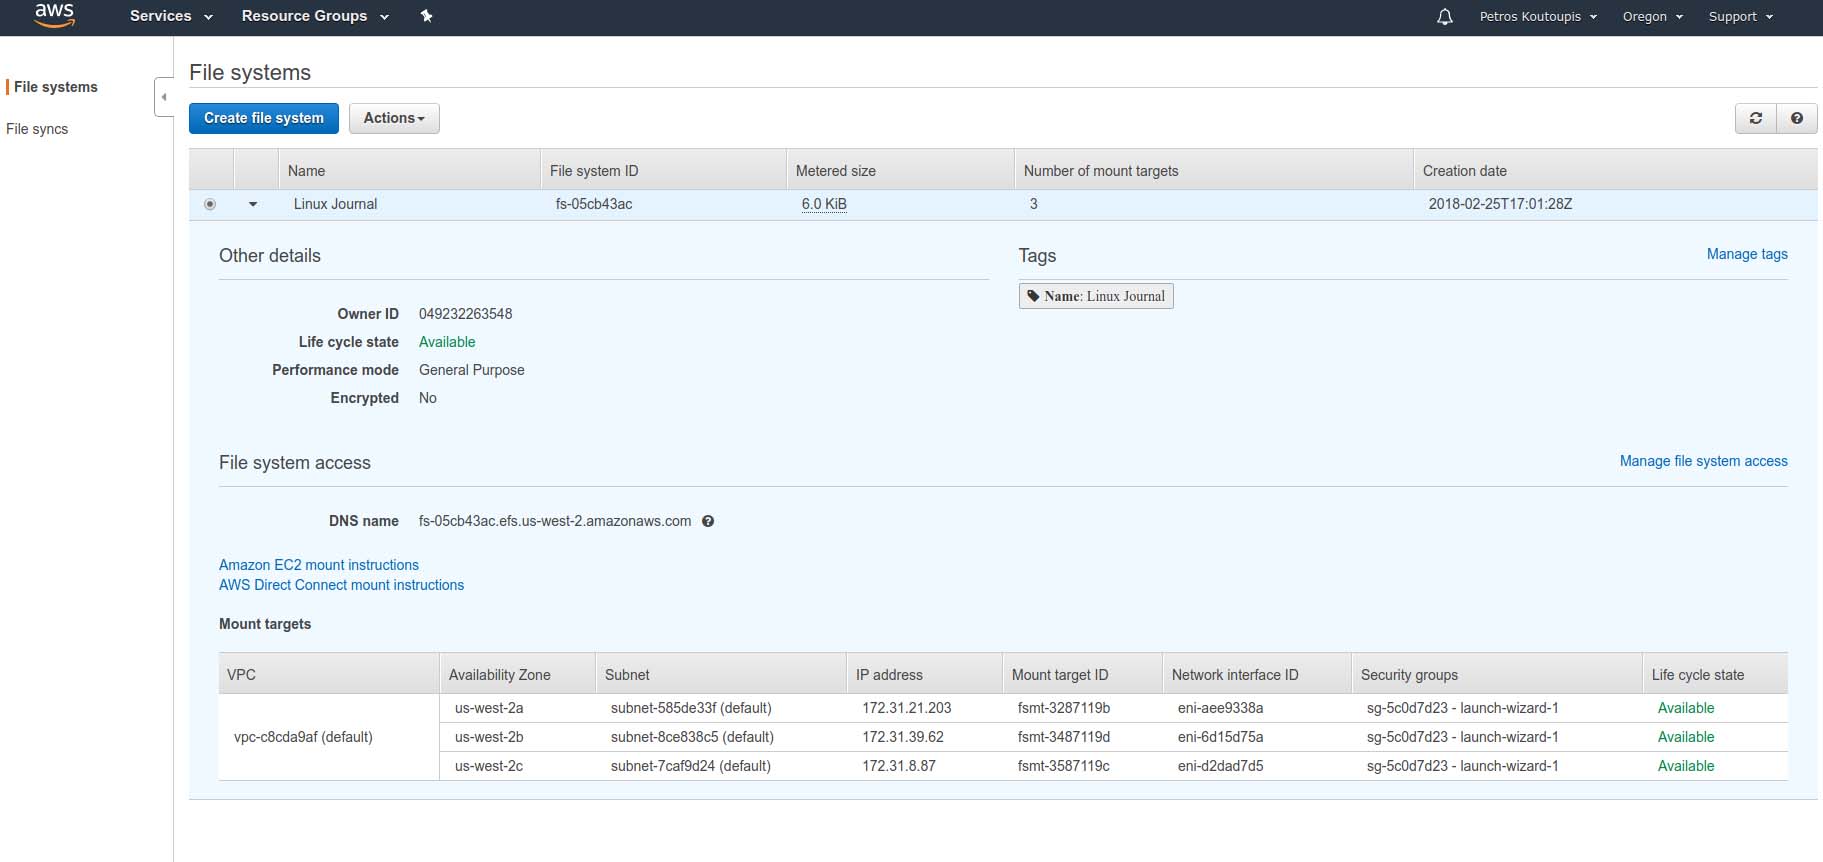 aws Services Resource Groups Petros Koutoupis Oregon Support
File systems
File syncs
File systems
Create file system Actions
Name File system ID Metered size Number of mount targets Creation date
Linux Journal fs-05cb43ac 6.0 KiB 3 2018-02-25T17:01:28Z
Other details
Owner ID 049232263548
Life cycle state Available
Performance mode General Purpose
Encrypted No
Tags Manage tags
Name: Linux Journal
File system access Manage file system access
DNS name fs-05cb43ac.efs.us-west-2.amazonaws.com
Amazon EC2 mount instructions
AWS Direct Connect mount instructions
Mount targets
VPC Availability Zone Subnet IP address Mount target ID Network interface ID Security groups Life cycle state
us-west-2a subnet-585de33f (default) 172.31.21.203 fsmt-3287119b eni-aee9338a sg-5c0d7d23 - launch-wizard-1 Available
vpc-c8cda9af (default) us-west-2b subnet-8ce838c5 (default) 172.31.39.62 fsmt-3487119d eni-6d15d75a sg-5c0d7d23 - launch-wizard-1 Available
us-west-2c subnet-7caf9d24 (default) 172.31.8.87 fsmt-3587119c eni-d2dad7d5 sg-5c0d7d23 - launch-wizard-1 Available